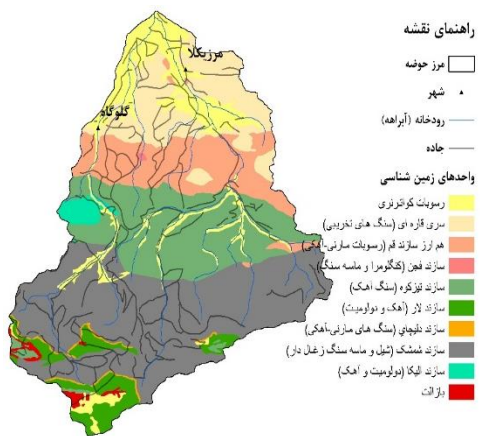 راهنمای نقشه
مرز حوضه
شهر
رودخانه (آبراهه)
جاده
واحدهای زمین شناسی
رسوبات کواترنری
سری قاره ای (سنگ های تخریبی)
هم ارز سازند قم (رسوبات مارنی-آهکی)
سازند فجن (کنگلومرا و ماسه سنگ)
سازند تیزکوه (سنگ آهک)
سازند لار (آهک و دولومیت)
سازند دلیچای (سنگ های مارنی-آهکی)
سازند شمشک (شیل و ماسه سنگ زغال دار)
سازند الیکا (دولومیت و آهک)
بازالت
مرزیکلا
گلوگاه